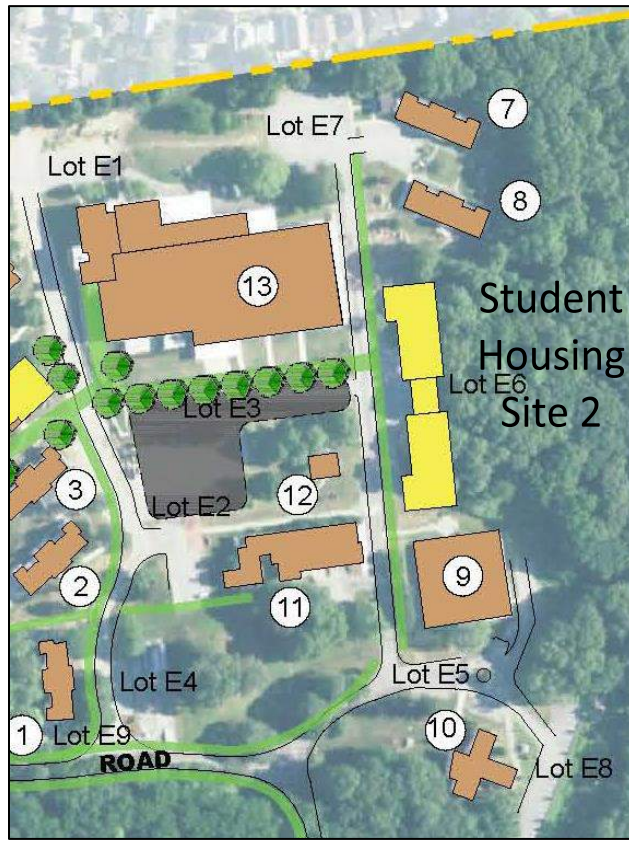 7
Lot E7
Lot E1
8
13
Student
Housing
Lot E6
Site 2
Lot E3
3
12
Lot E2
2
9
11
Lot E5
Lot E4
1
Lot E9
10
ROAD
Lot E8